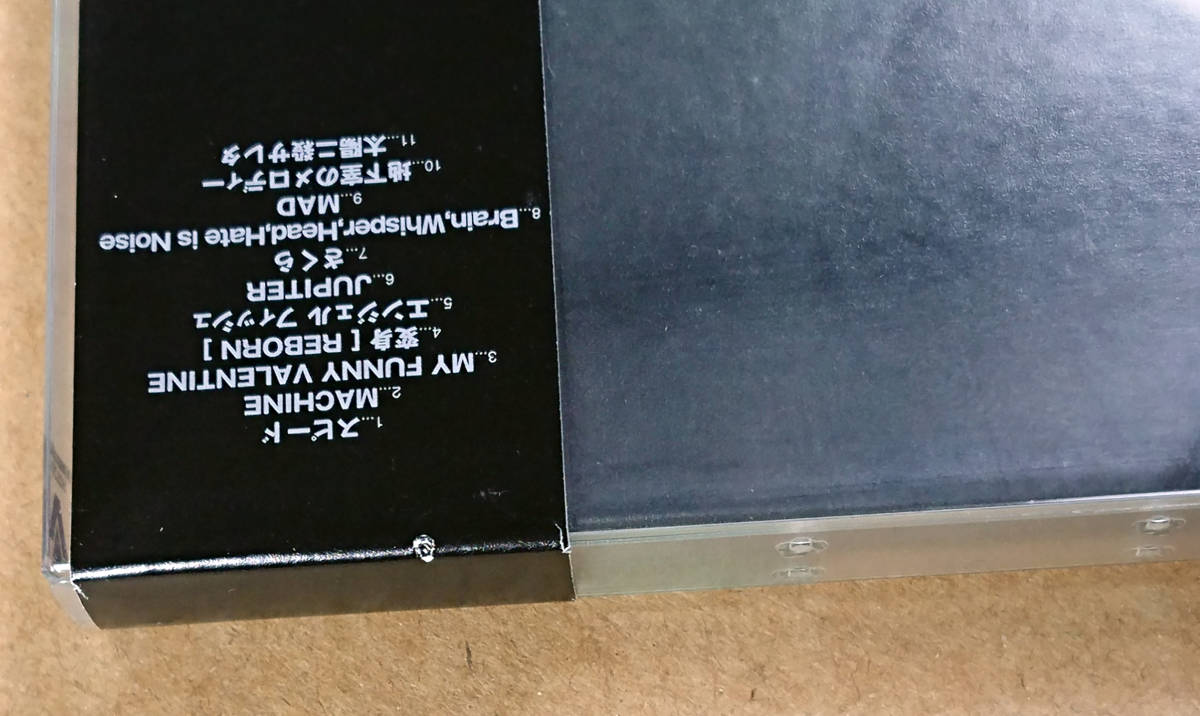 1...スピード
2...MACHINE
3...MY FUNNY VALENTINE
4...変身 [ REBORN ]
5...エンジェル フィッシュ
6...JUPITER
7...さくら
8...Brain,Whisper,Head,Hate is Noise
9...MAD
10...地下室のメロディー
11...太陽ニ殺サレタ